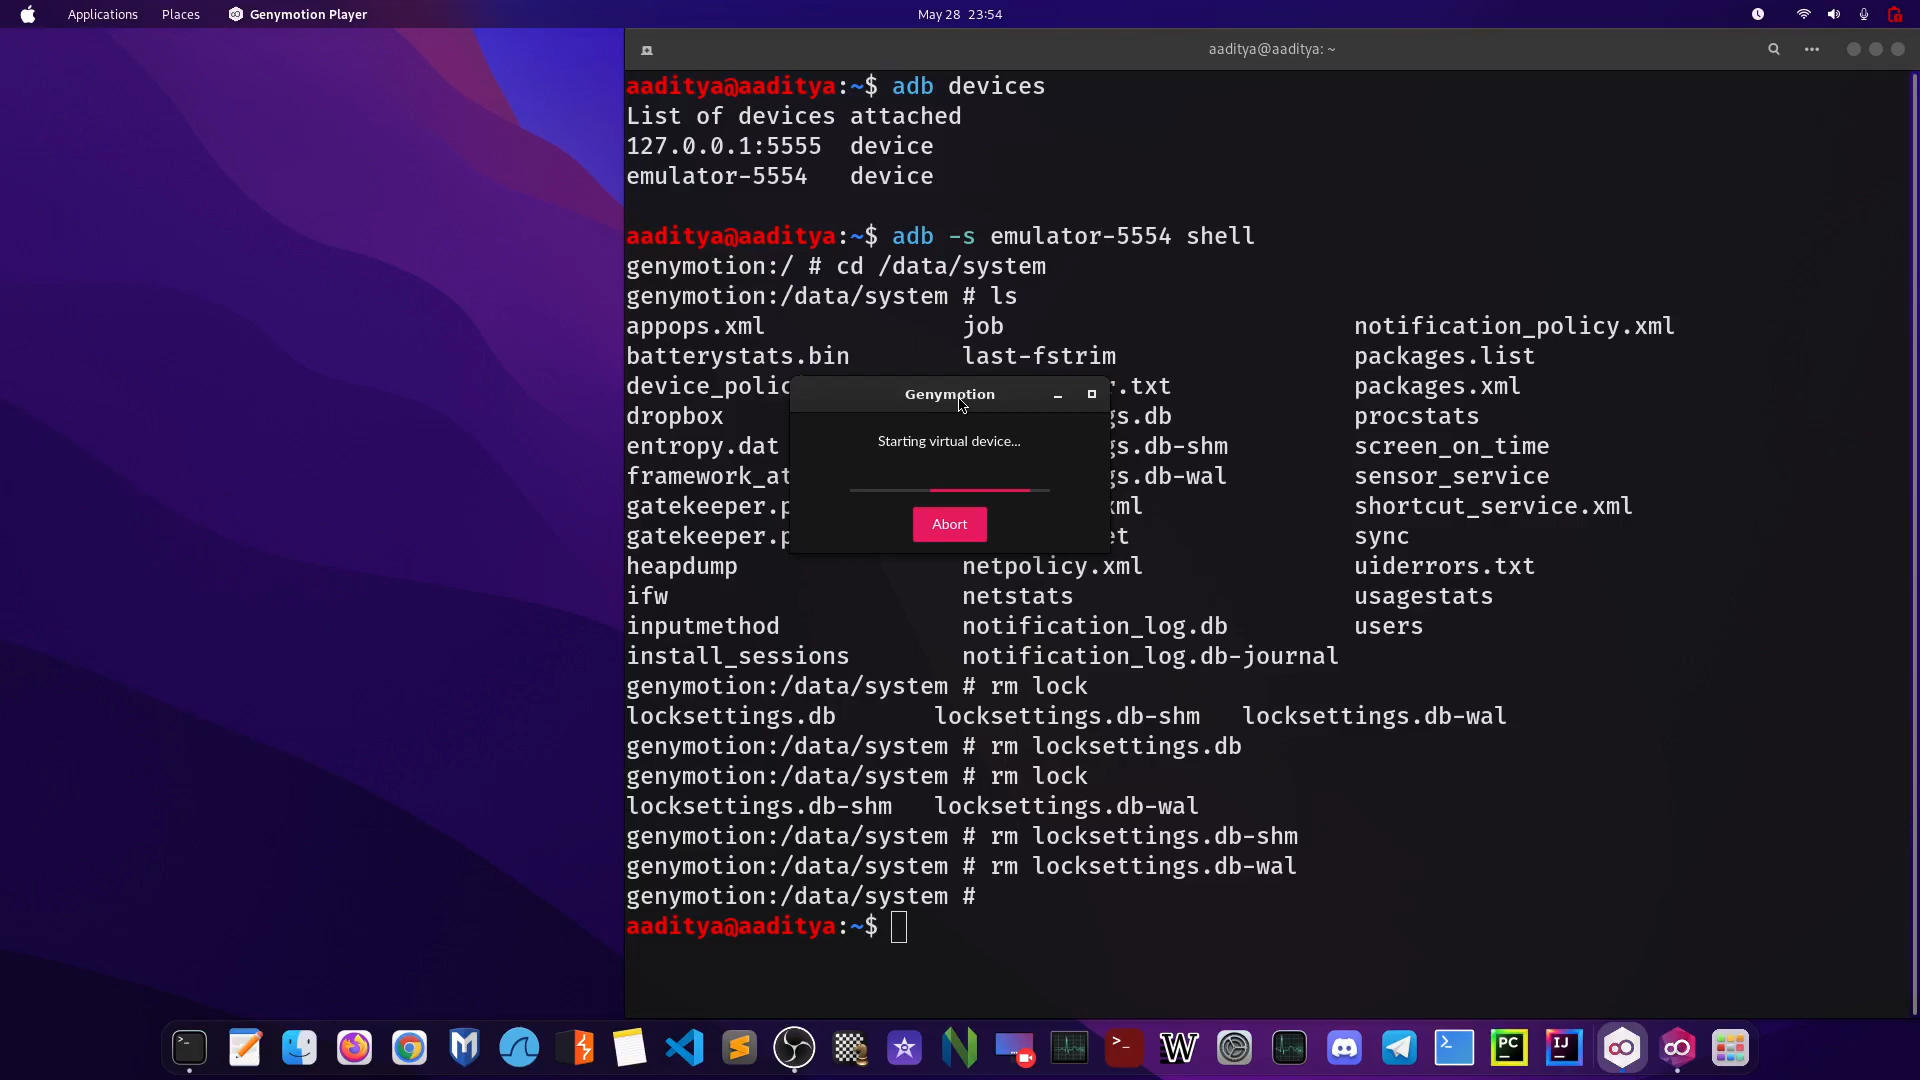 Applications Places Genymotion Player May 28 23:54
aaditya@aaditya: ~
aaditya@aaditya:~$ adb devices
List of devices attached
127.0.0.1:5555 device
emulator-5554 device
aaditya@aaditya:~$ adb -s emulator-5554 shell
genymotion:/ # cd /data/system
genymotion:/data/system # ls
appops.xml job notification_policy.xml
batterystats.bin last-fstrim packages.list
device_polic r.txt packages.xml
dropbox gs.db procstats
entropy.dat gs.db-shm screen_on_time
framework_at gs.db-wal sensor_service
gatekeeper.p xml shortcut_service.xml
gatekeeper.p et sync
heapdump netpolicy.xml uiderrors.txt
ifw netstats usagestats
inputmethod notification_log.db users
install_sessions notification_log.db-journal
Genymotion
Starting virtual device...
Abort
genymotion:/data/system # rm lock
locksettings.db locksettings.db-shm locksettings.db-wal
genymotion:/data/system # rm locksettings.db
genymotion:/data/system # rm lock
locksettings.db-shm locksettings.db-wal
genymotion:/data/system # rm locksettings.db-shm
genymotion:/data/system # rm locksettings.db-wal
genymotion:/data/system #
aaditya@aaditya:~$
>_ W >_ PC IJ